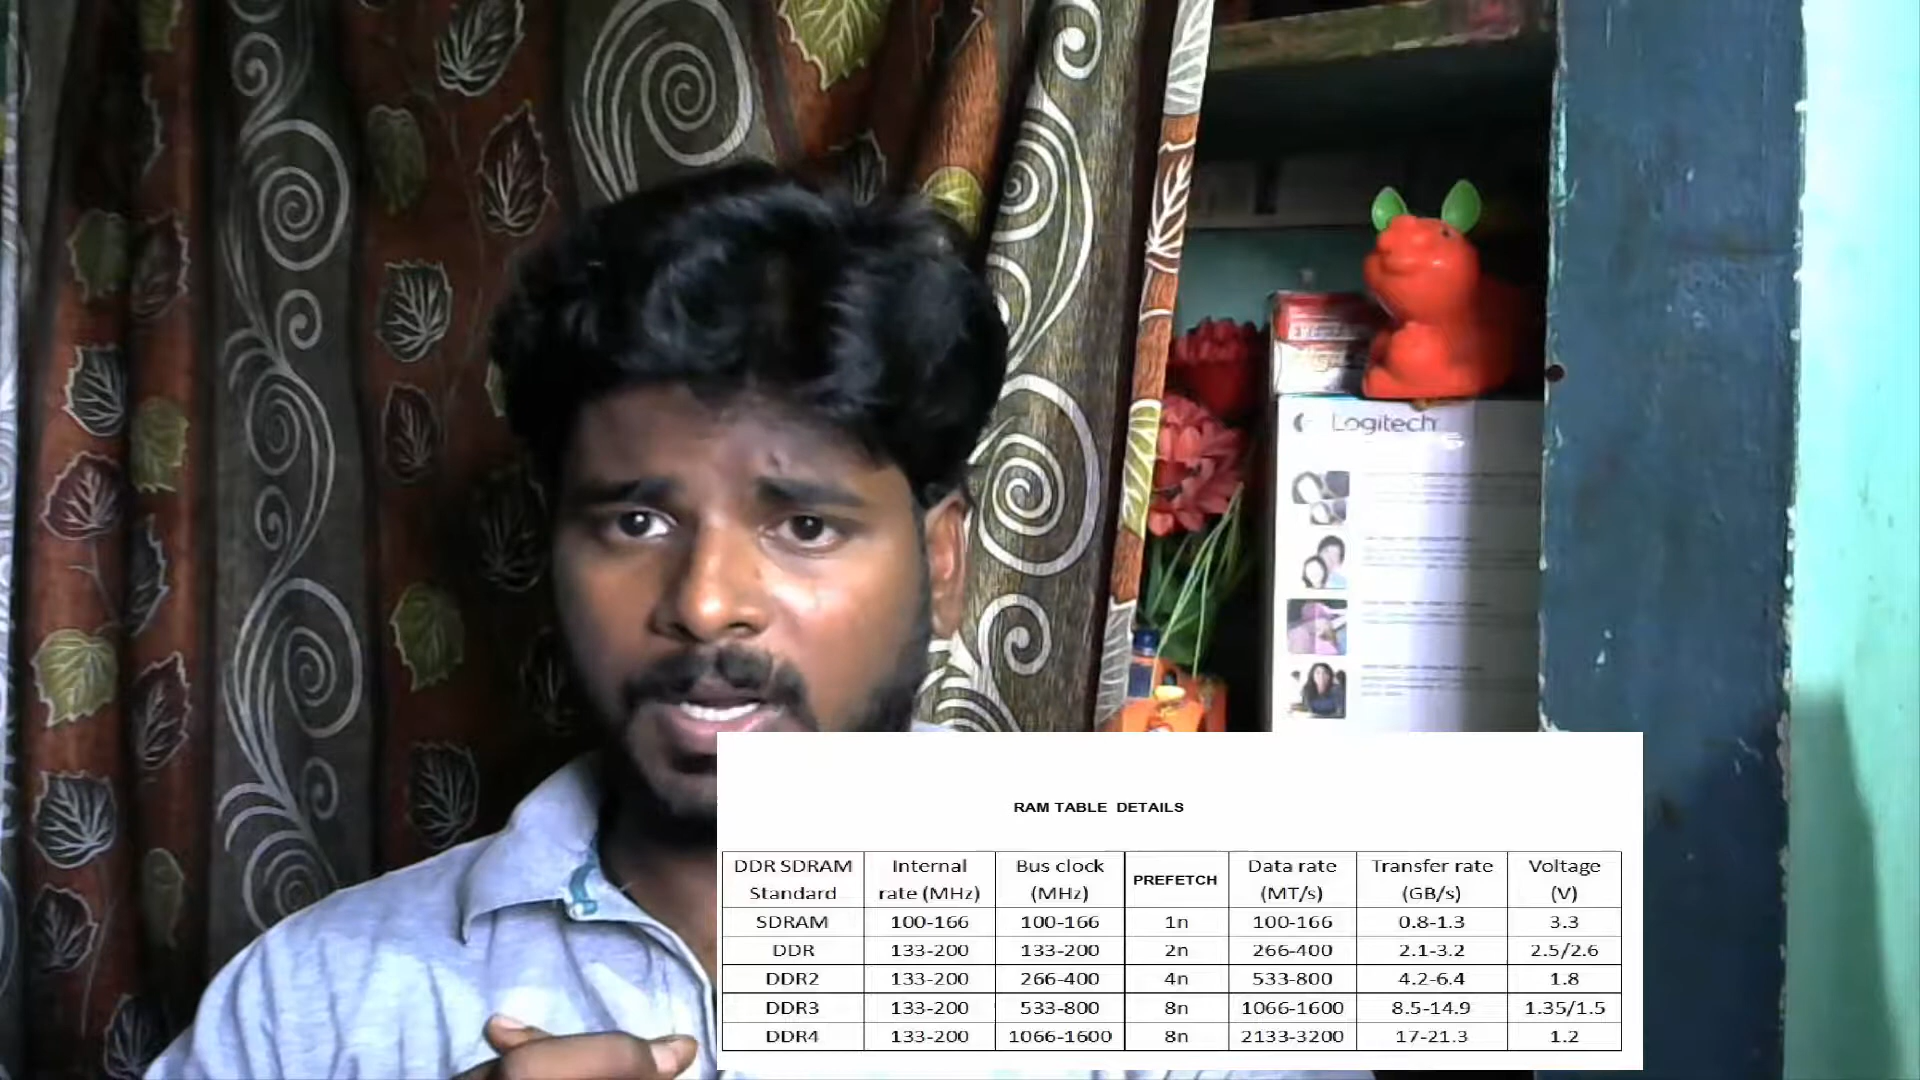 Logitech
RAM TABLE DETAILS
DDR SDRAM Standard Internal rate (MHz) Bus clock (MHz) PREFETCH Data rate (MT/s) Transfer rate (GB/s) Voltage (V)
SDRAM 100-166 100-166 1n 100-166 0.8-1.3 3.3
DDR 133-200 133-200 2n 266-400 2.1-3.2 2.5/2.6
DDR2 133-200 266-400 4n 533-800 4.2-6.4 1.8
DDR3 133-200 533-800 8n 1066-1600 8.5-14.9 1.35/1.5
DDR4 133-200 1066-1600 8n 2133-3200 17-21.3 1.2